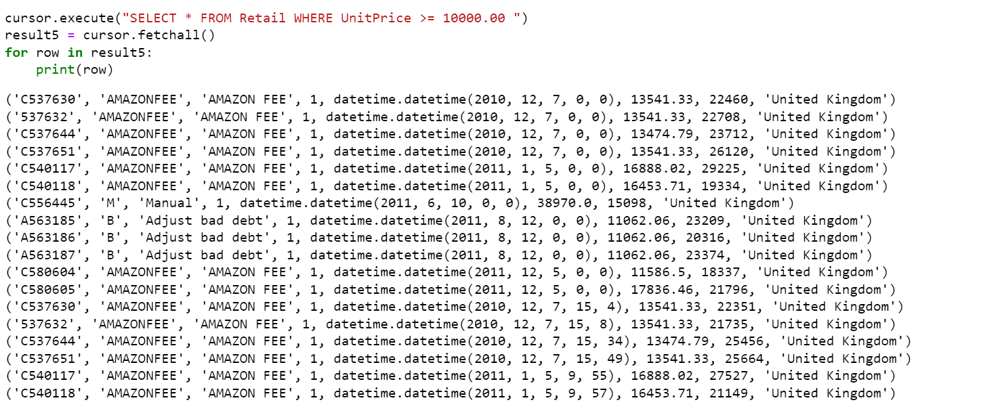 cursor.execute("SELECT * FROM Retail WHERE UnitPrice >= 10000.00 ")
result5 = cursor.fetchall()
for row in result5:
    print(row)
('C537630', 'AMAZONFEE', 'AMAZON FEE', 1, datetime.datetime(2010, 12, 7, 0, 0), 13541.33, 22460, 'United Kingdom')
('537632', 'AMAZONFEE', 'AMAZON FEE', 1, datetime.datetime(2010, 12, 7, 0, 0), 13541.33, 22708, 'United Kingdom')
('C537644', 'AMAZONFEE', 'AMAZON FEE', 1, datetime.datetime(2010, 12, 7, 0, 0), 13474.79, 23712, 'United Kingdom')
('C537651', 'AMAZONFEE', 'AMAZON FEE', 1, datetime.datetime(2010, 12, 7, 0, 0), 13541.33, 26120, 'United Kingdom')
('C540117', 'AMAZONFEE', 'AMAZON FEE', 1, datetime.datetime(2011, 1, 5, 0, 0), 16888.02, 29225, 'United Kingdom')
('C540118', 'AMAZONFEE', 'AMAZON FEE', 1, datetime.datetime(2011, 1, 5, 0, 0), 16453.71, 19334, 'United Kingdom')
('C556445', 'M', 'Manual', 1, datetime.datetime(2011, 6, 10, 0, 0), 38970.0, 15098, 'United Kingdom')
('A563185', 'B', 'Adjust bad debt', 1, datetime.datetime(2011, 8, 12, 0, 0), 11062.06, 23209, 'United Kingdom')
('A563186', 'B', 'Adjust bad debt', 1, datetime.datetime(2011, 8, 12, 0, 0), 11062.06, 20316, 'United Kingdom')
('A563187', 'B', 'Adjust bad debt', 1, datetime.datetime(2011, 8, 12, 0, 0), 11062.06, 23374, 'United Kingdom')
('C580604', 'AMAZONFEE', 'AMAZON FEE', 1, datetime.datetime(2011, 12, 5, 0, 0), 11586.5, 18337, 'United Kingdom')
('C580605', 'AMAZONFEE', 'AMAZON FEE', 1, datetime.datetime(2011, 12, 5, 0, 0), 17836.46, 21796, 'United Kingdom')
('C537630', 'AMAZONFEE', 'AMAZON FEE', 1, datetime.datetime(2010, 12, 7, 15, 4), 13541.33, 22351, 'United Kingdom')
('537632', 'AMAZONFEE', 'AMAZON FEE', 1, datetime.datetime(2010, 12, 7, 15, 8), 13541.33, 21735, 'United Kingdom')
('C537644', 'AMAZONFEE', 'AMAZON FEE', 1, datetime.datetime(2010, 12, 7, 15, 34), 13474.79, 25456, 'United Kingdom')
('C537651', 'AMAZONFEE', 'AMAZON FEE', 1, datetime.datetime(2010, 12, 7, 15, 49), 13541.33, 25664, 'United Kingdom')
('C540117', 'AMAZONFEE', 'AMAZON FEE', 1, datetime.datetime(2011, 1, 5, 9, 55), 16888.02, 27527, 'United Kingdom')
('C540118', 'AMAZONFEE', 'AMAZON FEE', 1, datetime.datetime(2011, 1, 5, 9, 57), 16453.71, 21149, 'United Kingdom')